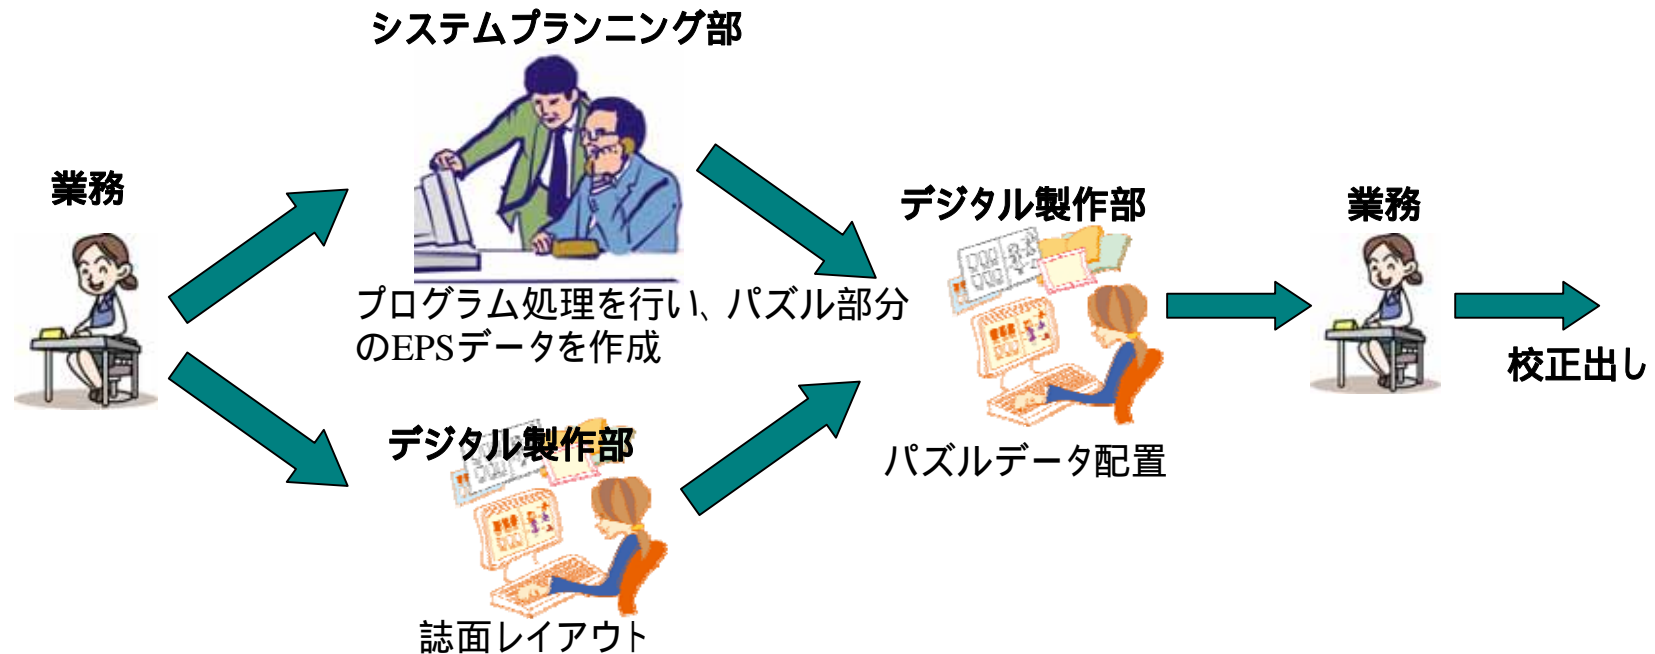 システムプランニング部
業務
プログラム処理を行い、パズル部分
のEPSデータを作成
デジタル製作部
誌面レイアウト
デジタル製作部
パズルデータ配置
業務
校正出し